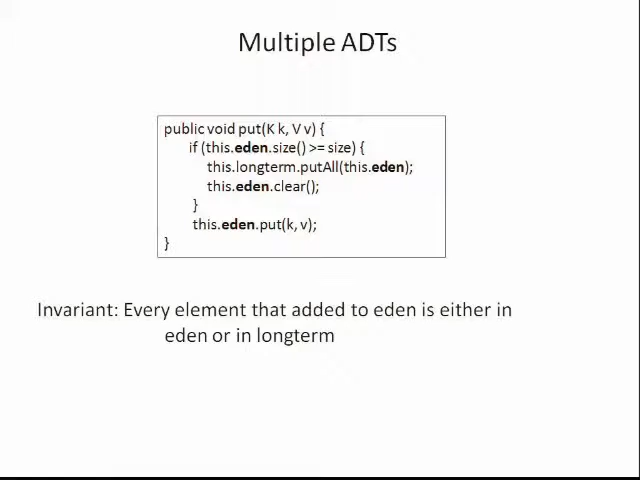 Multiple ADTs
public void put(K k, V v) {
if (this.eden.size() >= size) {
this.longterm.putAll(this.eden);
this.eden.clear();
}
this.eden.put(k, v);
}
Invariant: Every element that added to eden is either in
eden or in longterm